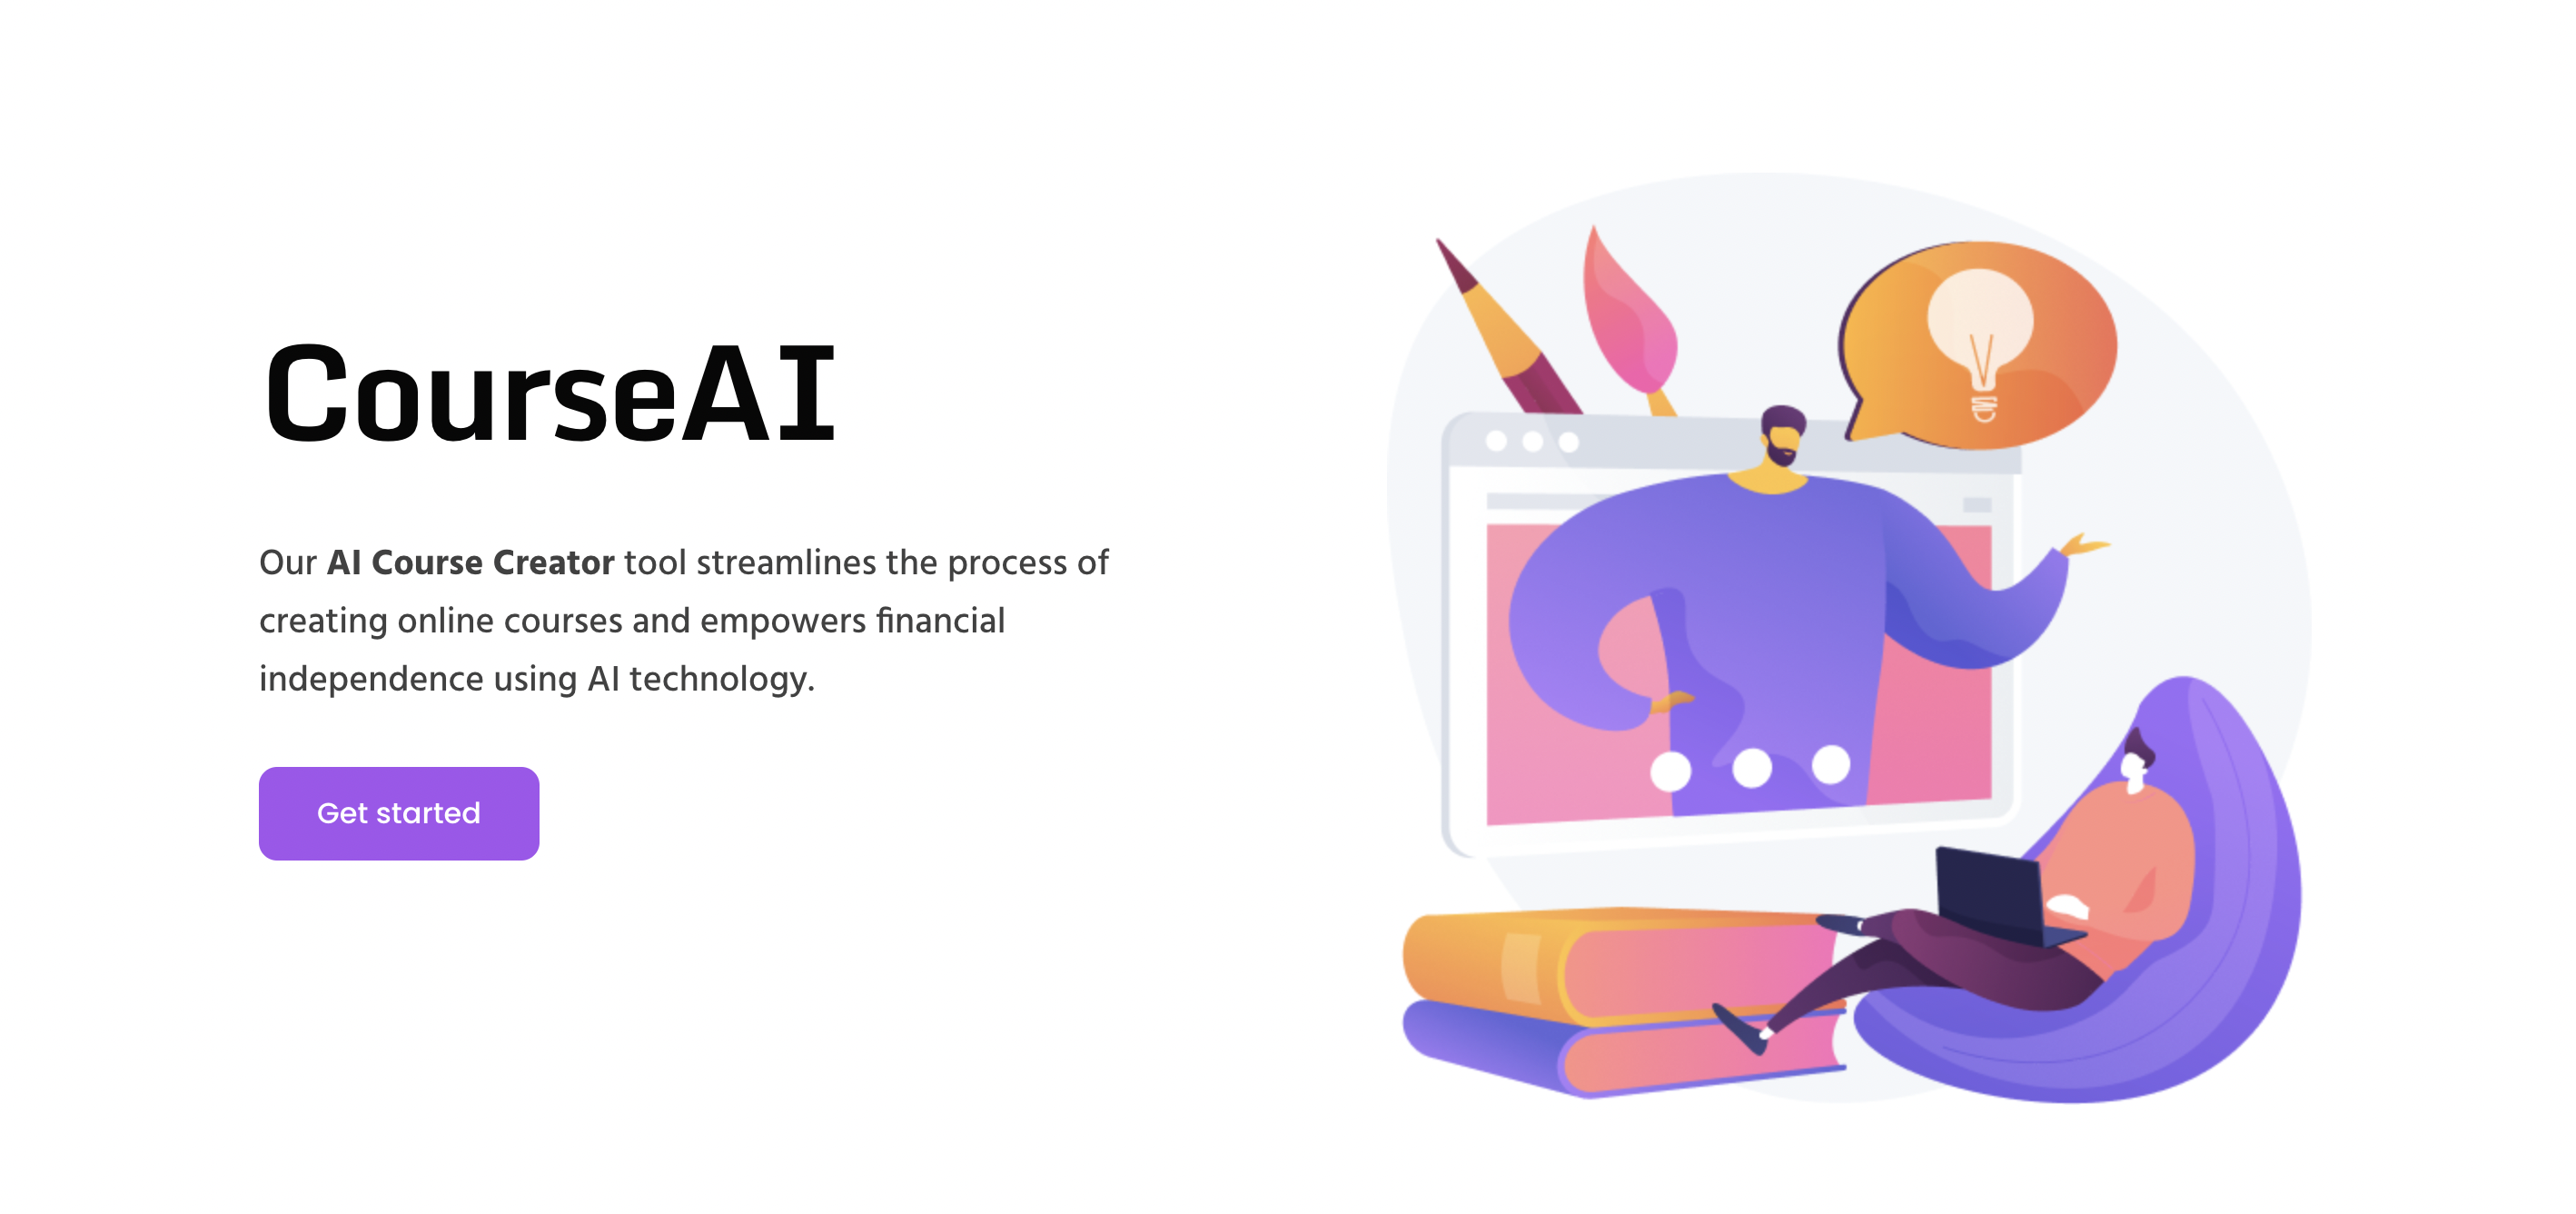 CourseAI
Our AI Course Creator tool streamlines the process of
creating online courses and empowers financial
independence using AI technology.
Get started